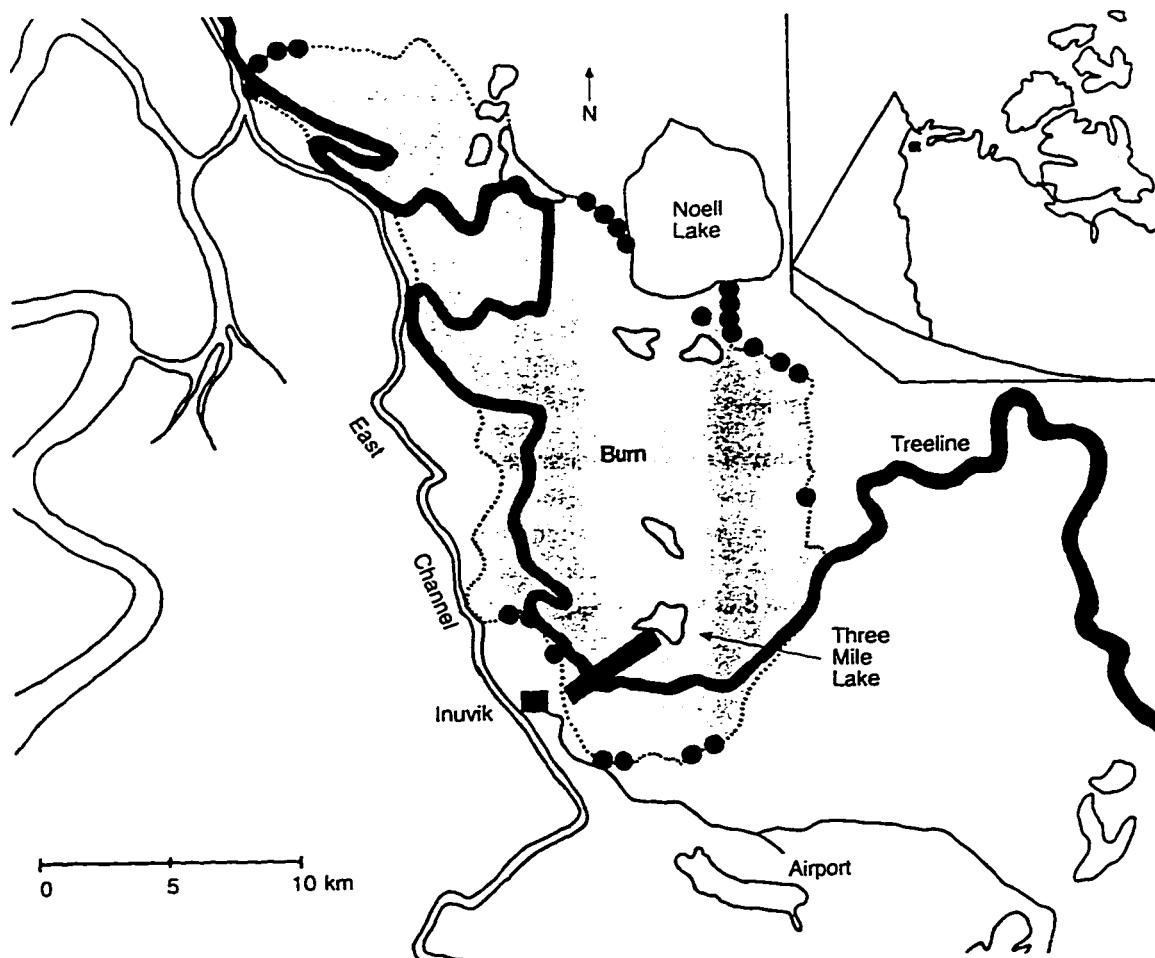 N
Noell
Lake
Treeline
Burn
East
Channel
Three
Mile
Lake
Inuvik
Airport
0 5 10 km